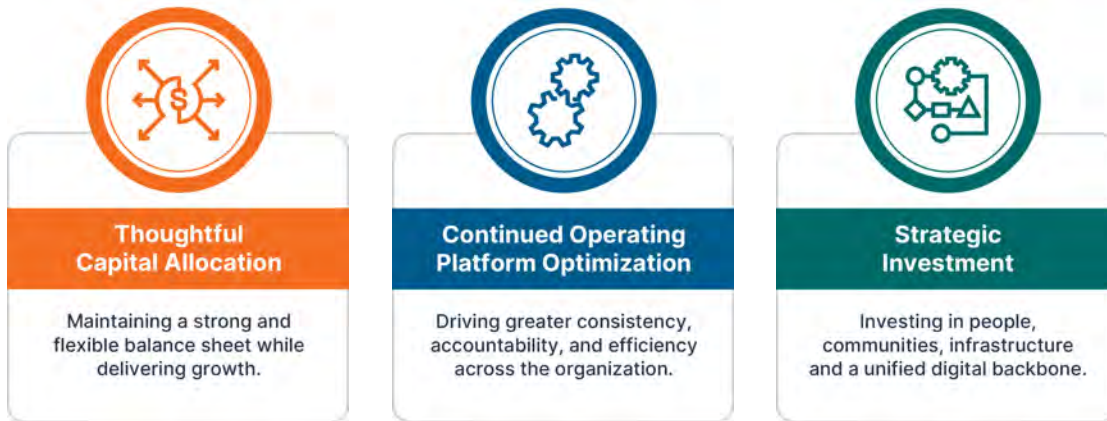 Thoughtful
Capital Allocation
Maintaining a strong and
flexible balance sheet while
delivering growth.
Continued Operating
Platform Optimization
Driving greater consistency,
accountability, and efficiency
across the organization.
Strategic
Investment
Investing in people,
communities, infrastructure
and a unified digital backbone.